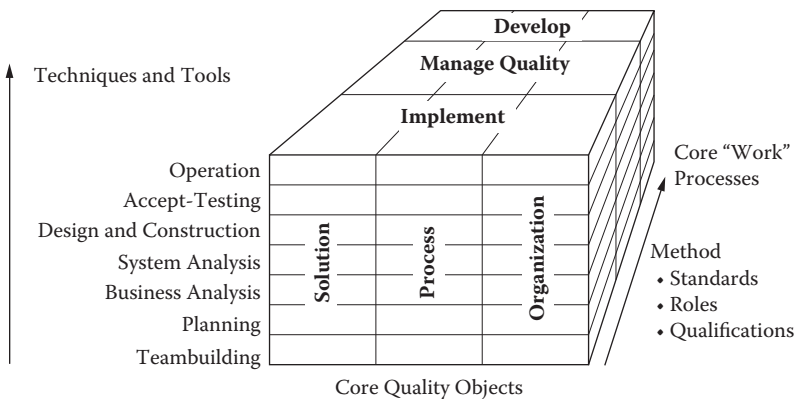 Develop
Manage Quality
Implement
Techniques and Tools
Operation
Accept-Testing
Design and Construction
System Analysis
Business Analysis
Planning
Teambuilding
Solution
Process
Organization
Core Quality Objects
Core “Work”
Processes
Method
• Standards
• Roles
• Qualifications